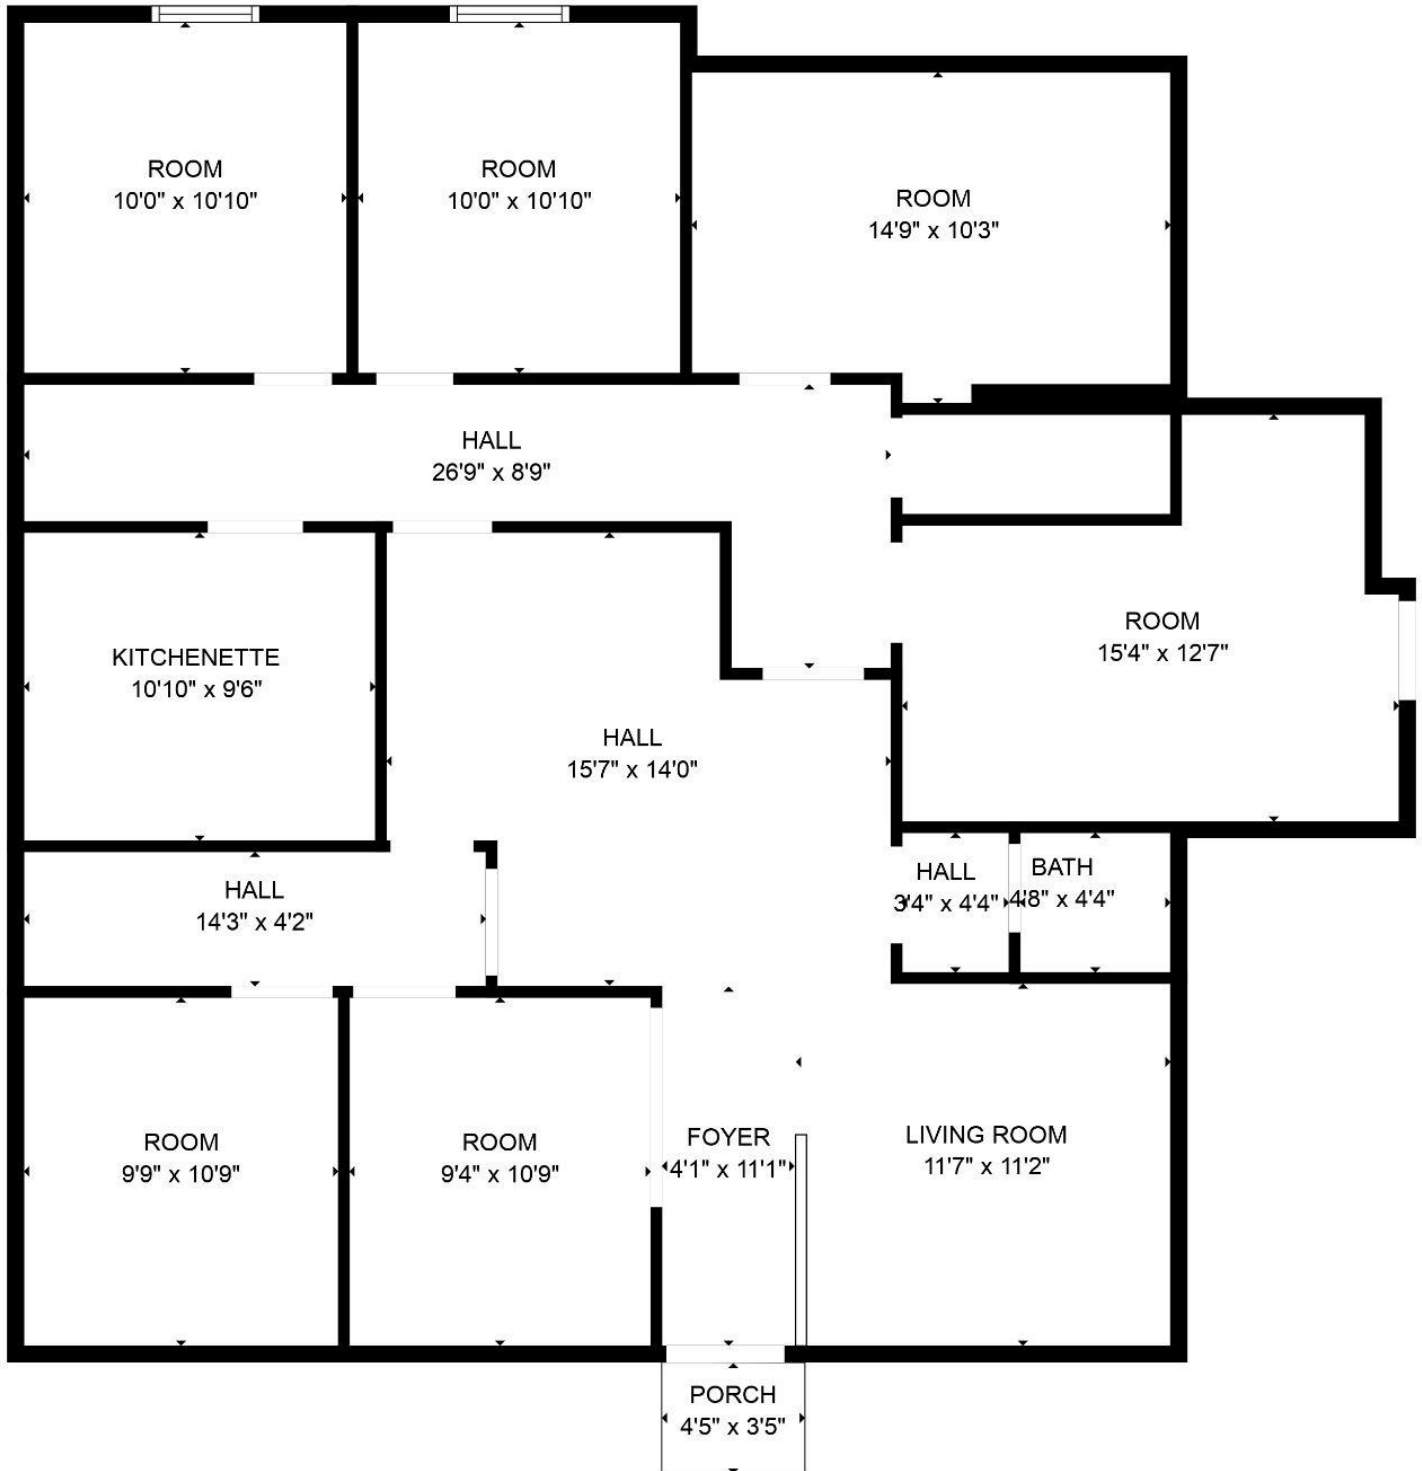 ROOM
10'0" x 10'10"
ROOM
10'0" x 10'10"
ROOM
14'9" x 10'3"
HALL
26'9" x 8'9"
ROOM
15'4" x 12'7"
KITCHENETTE
10'10" x 9'6"
HALL
15'7" x 14'0"
HALL
14'3" x 4'2"
HALL
3'4" x 4'4"
BATH
4'8" x 4'4"
ROOM
9'9" x 10'9"
ROOM
9'4" x 10'9"
FOYER
4'1" x 11'1"
LIVING ROOM
11'7" x 11'2"
PORCH
4'5" x 3'5"